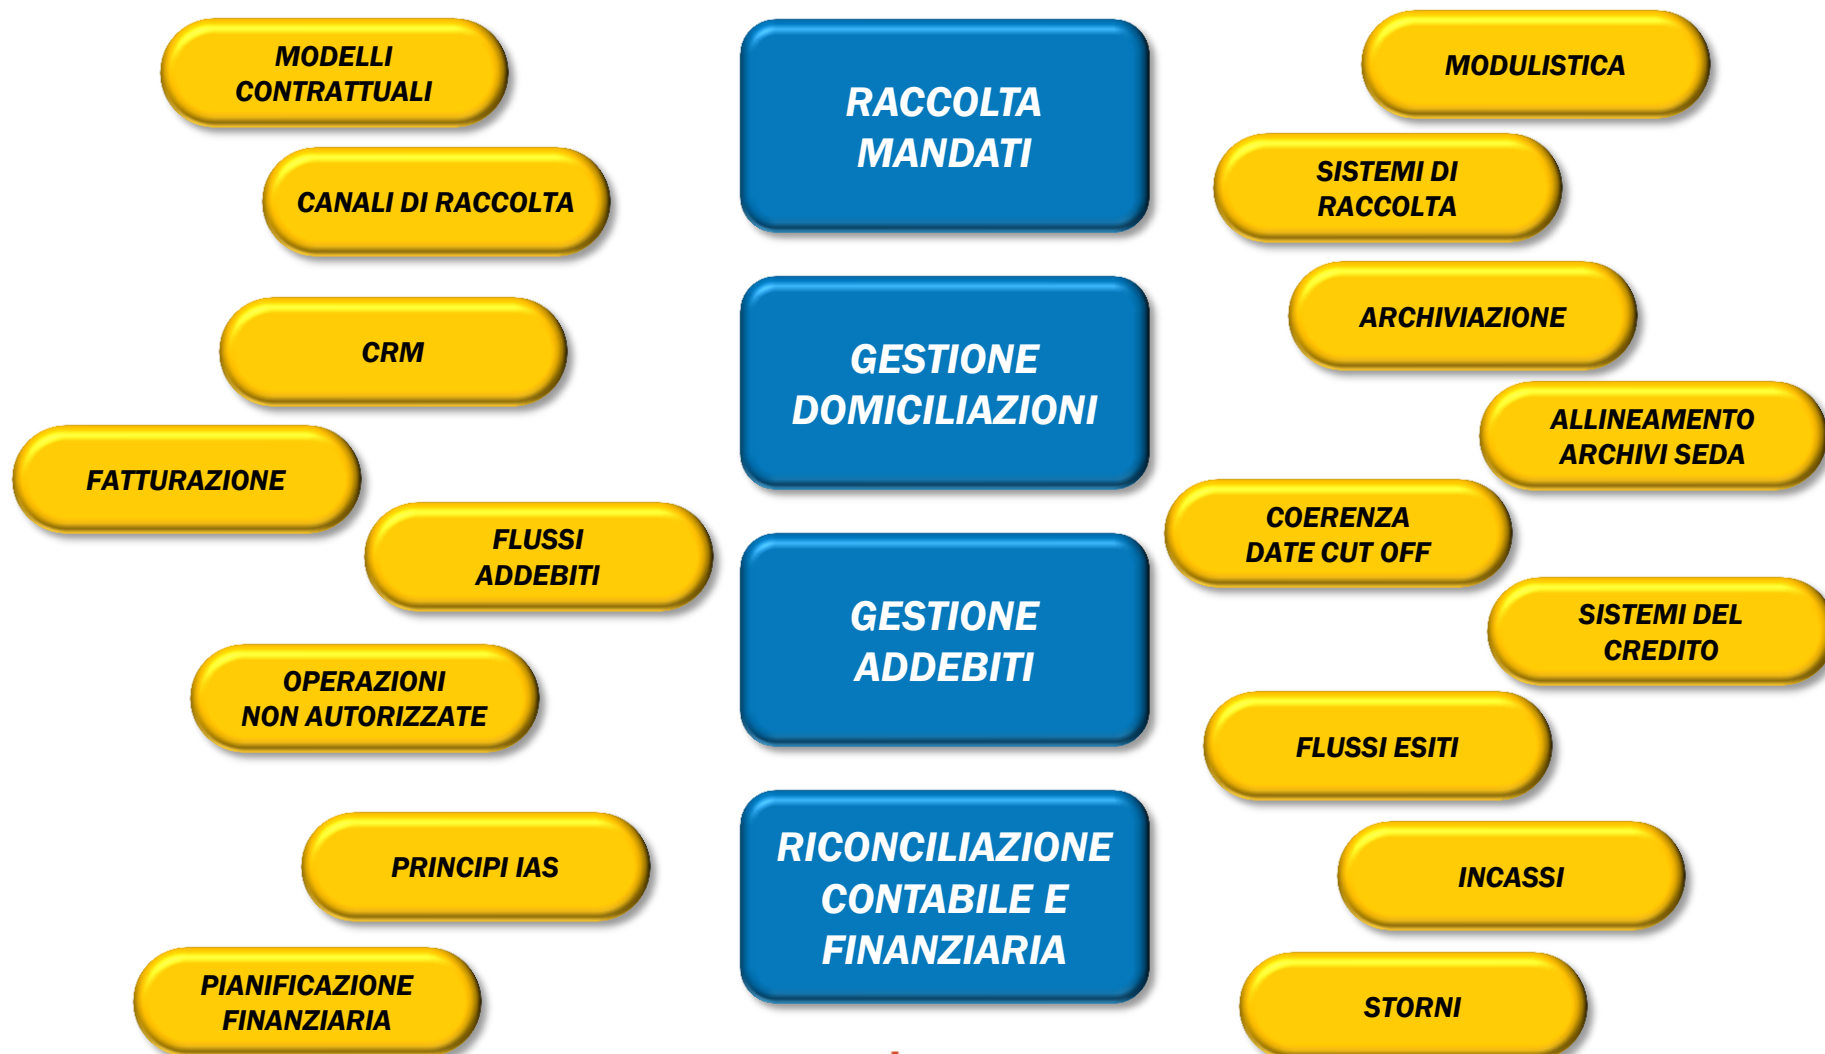 MODELLI
CONTRATTUALI
CANALI DI RACCOLTA
CRM
FATTURAZIONE
FLUSSI
ADDEBITI
OPERAZIONI
NON AUTORIZZATE
PRINCIPI IAS
PIANIFICAZIONE
FINANZIARIA
RACCOLTA
MANDATI
GESTIONE
DOMICILIAZIONI
GESTIONE
ADDEBITI
RICONCILIAZIONE
CONTABILE E
FINANZIARIA
MODULISTICA
SISTEMI DI
RACCOLTA
ARCHIVIAZIONE
ALLINEAMENTO
ARCHIVI SEDA
COERENZA
DATE CUT OFF
SISTEMI DEL
CREDITO
FLUSSI ESITI
INCASSI
STORNI